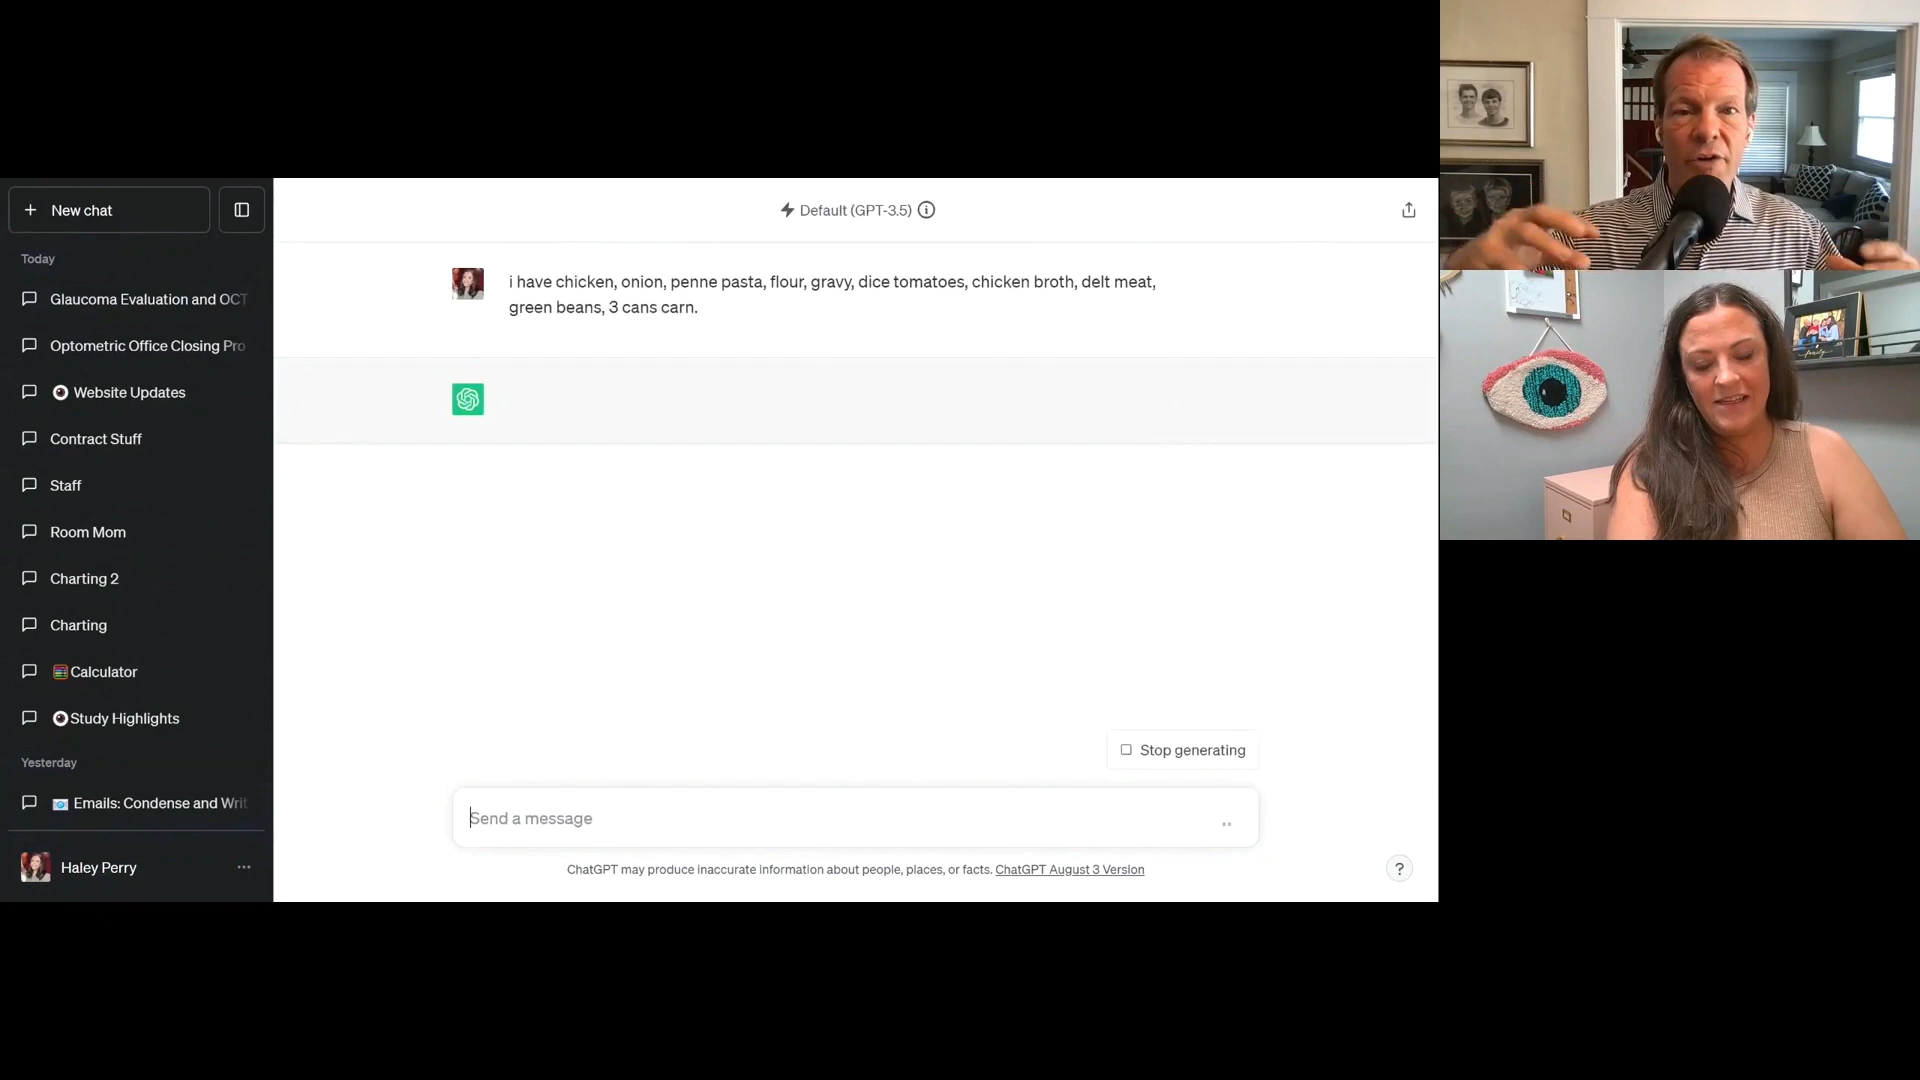 New chat
Today
Glaucoma Evaluation and OCT
Optometric Office Closing Pro
Website Updates
Contract Stuff
Staff
Room Mom
Charting 2
Charting
Calculator
Study Highlights
Yesterday
Emails: Condense and Writ
Haley Perry
Default (GPT-3.5)
i have chicken, onion, penne pasta, flour, gravy, dice tomatoes, chicken broth, delt meat,
green beans, 3 cans carn.
Stop generating
Send a message
ChatGPT may produce inaccurate information about people, places, or facts. ChatGPT August 3 Version
?
family